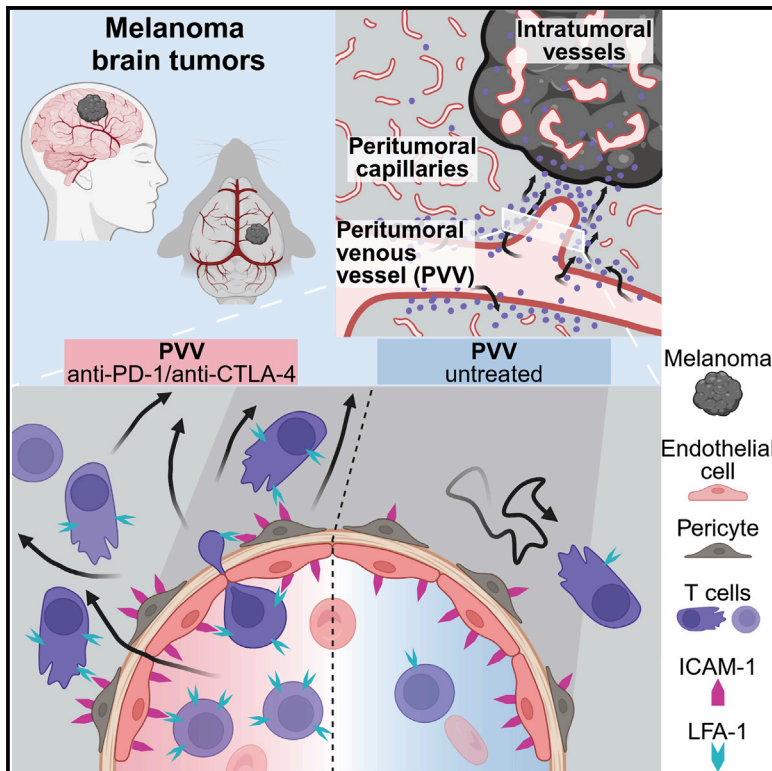 Melanoma
brain tumors
Intratumoral
vessels
Peritumoral
capillaries
Peritumoral
venous
vessel (PVV)
PVV
anti-PD-1/anti-CTLA-4
PVV
untreated
Melanoma
Endothelial
cell
Pericyte
T cells
ICAM-1
LFA-1